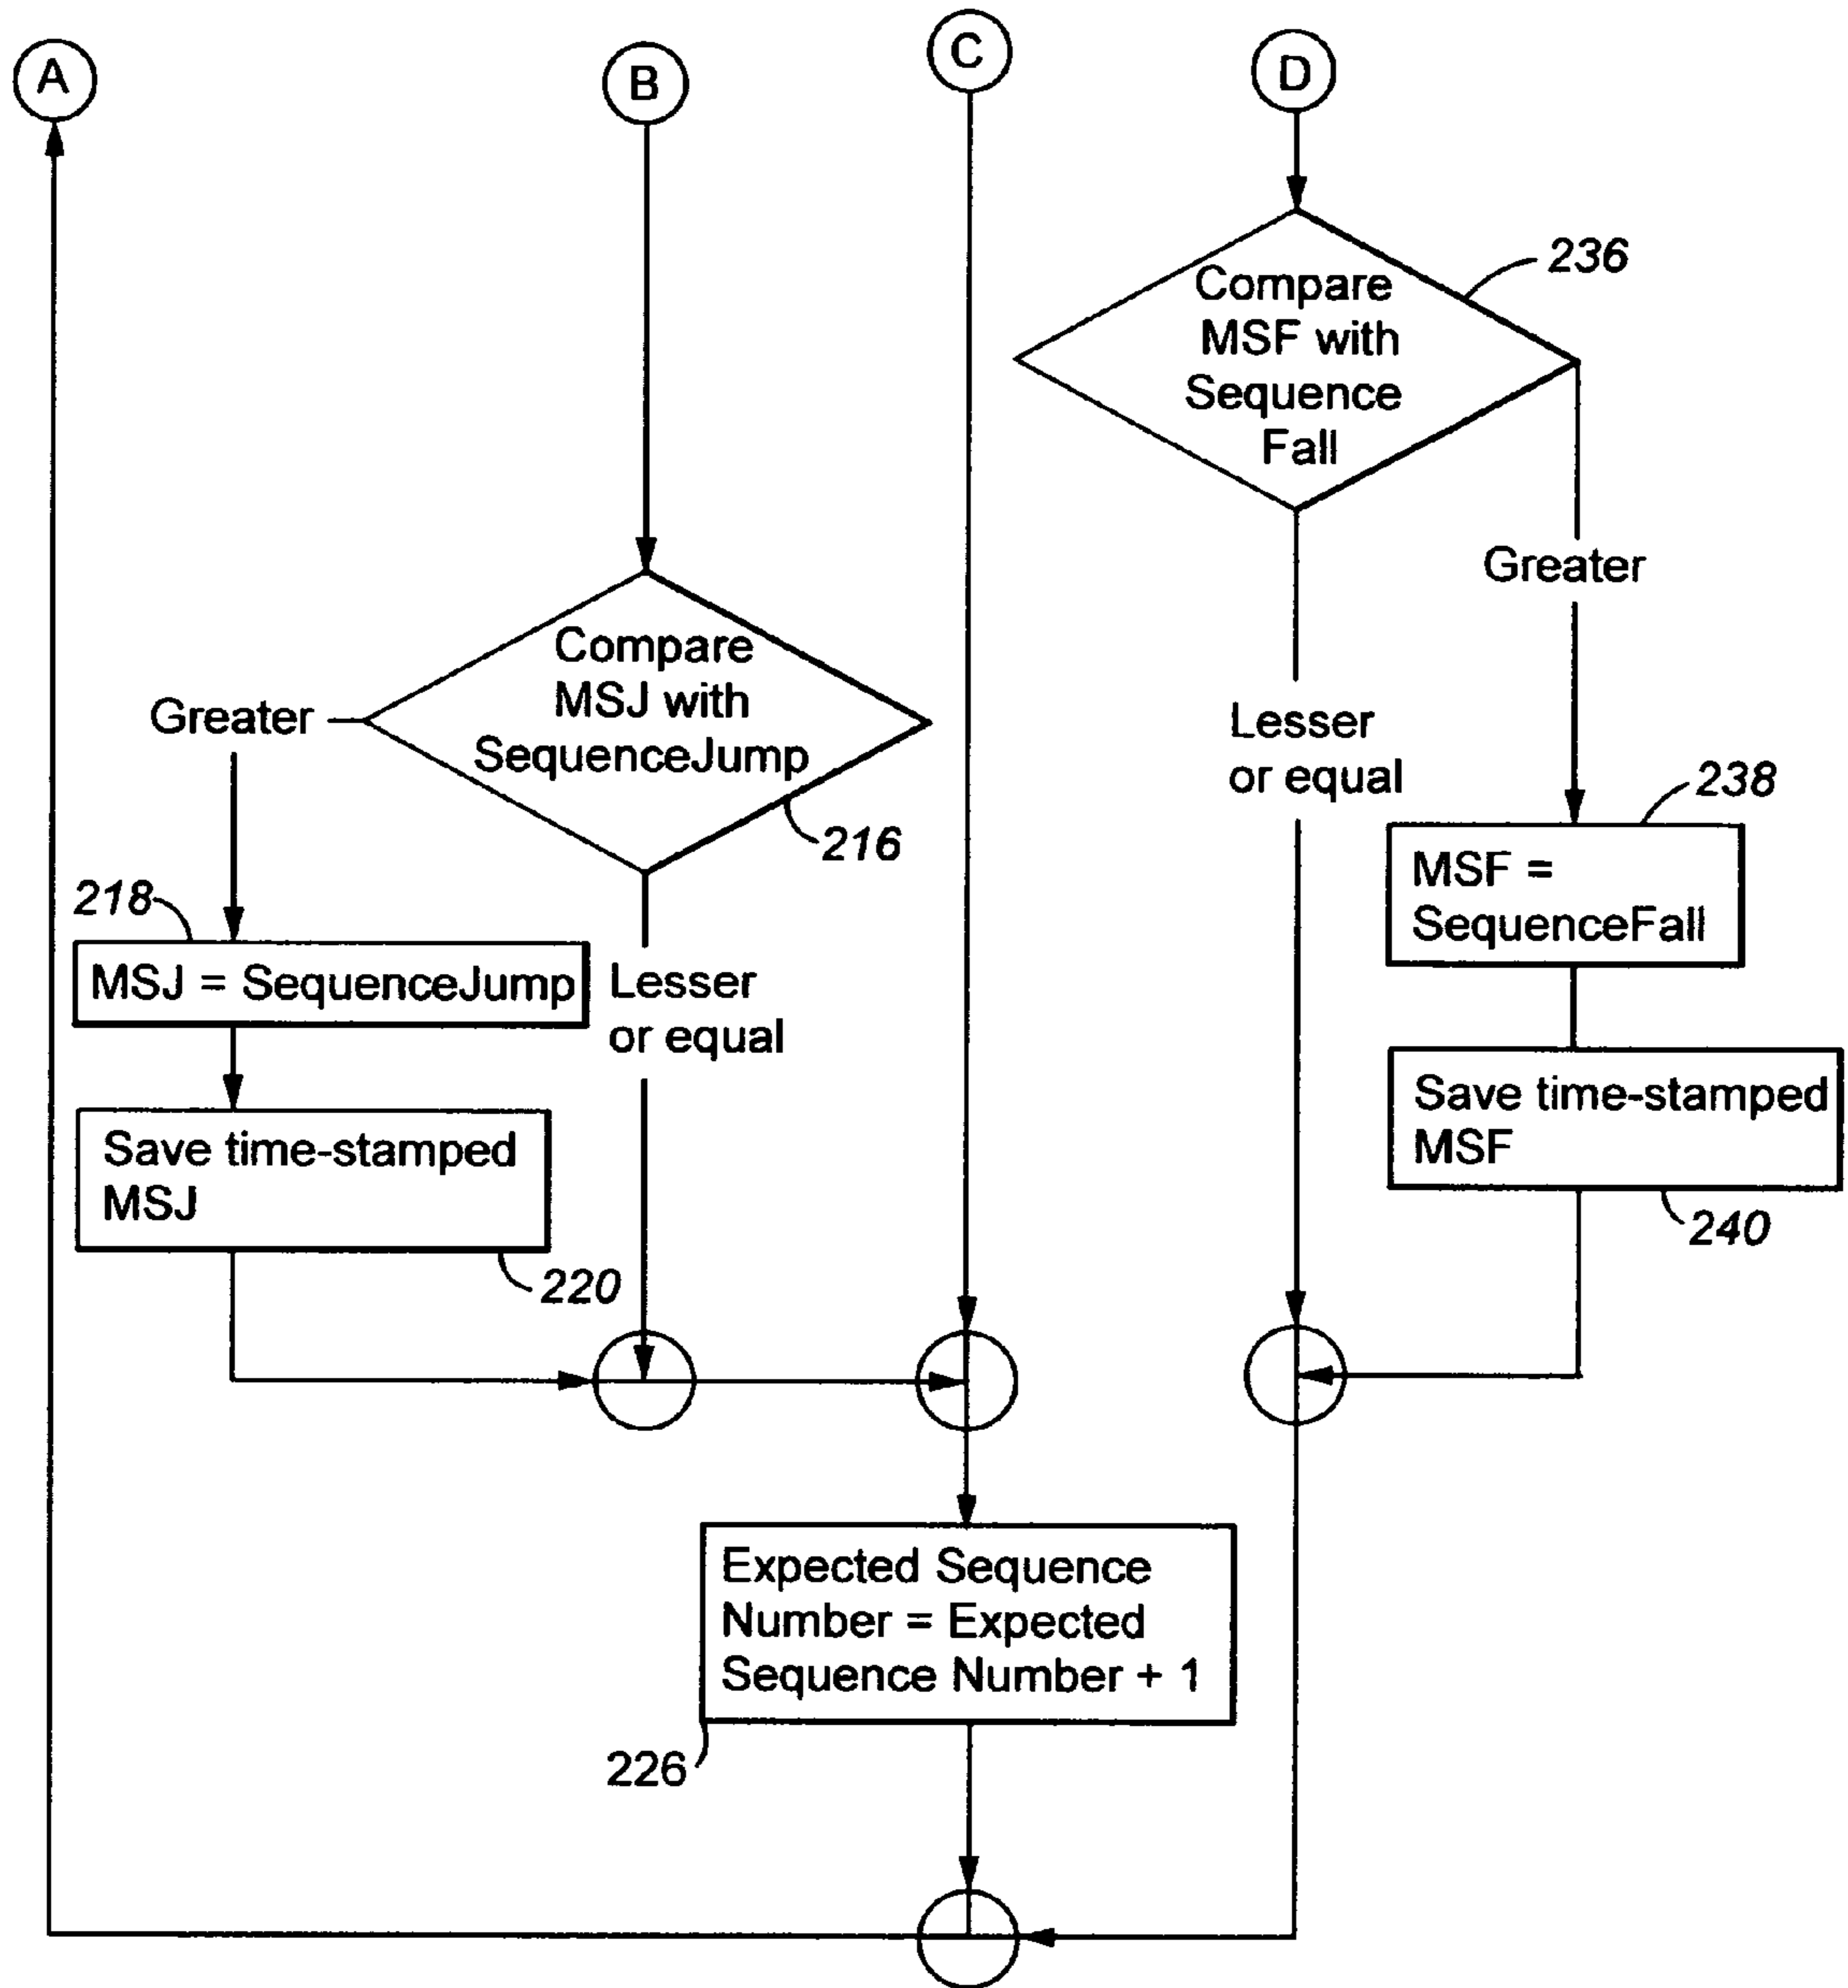 A
B
C
D
236
Compare
MSF with
Sequence
Fall
Greater
Compare
MSJ with
SequenceJump
Greater
216
Lesser
or equal
238
MSF =
SequenceFall
218
MSJ = SequenceJump
Lesser
or equal
Save time-stamped
MSF
240
Save time-stamped
MSJ
220
Expected Sequence
Number = Expected
Sequence Number + 1
226